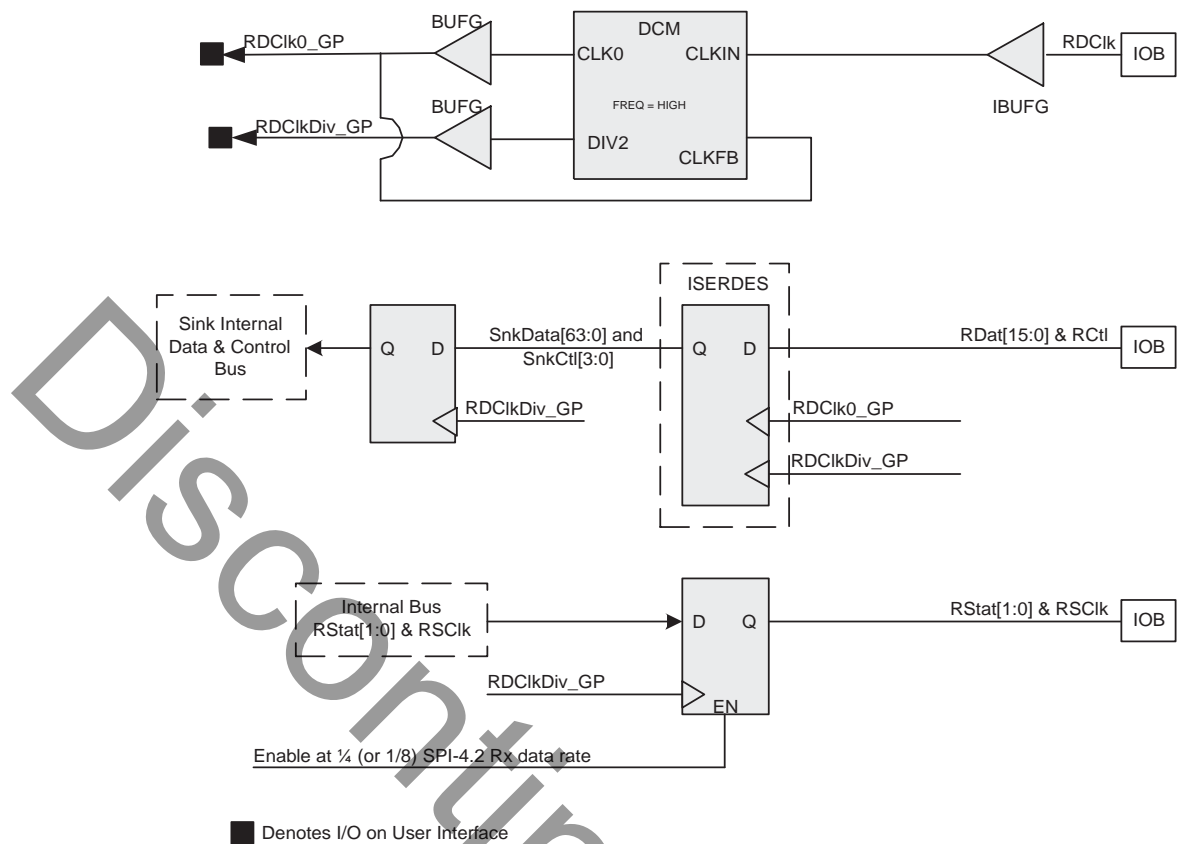 BUFG
RDClk0_GP
DCM
CLK0
CLKIN
RDClk
IOB
IBUFG
FREQ = HIGH
BUFG
RDClkDiv_GP
DIV2
CLKFB
ISERDES
Sink Internal
Data & Control
Bus
Q
D
SnkData[63:0] and
SnkCtl[3:0]
Q
D
RDat[15:0] & RCtl
IOB
RDClkDiv_GP
RDClk0_GP
RDClkDiv_GP
Internal Bus
RStat[1:0] & RSClk
D
Q
RStat[1:0] & RSClk
IOB
RDClkDiv_GP
EN
Enable at ¼ (or 1/8) SPI-4.2 Rx data rate
Denotes I/O on User Interface